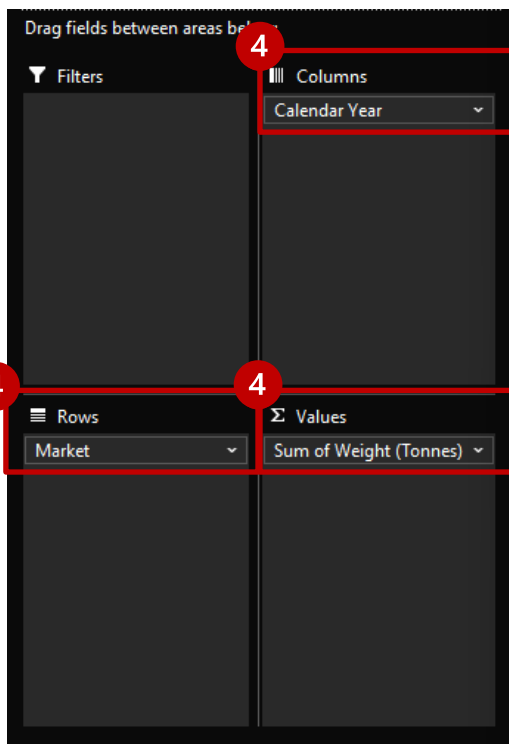 Drag fields between areas
4
Filters
Columns
Calendar Year
4
Rows
Σ Values
Market
Sum of Weight (Tonnes)